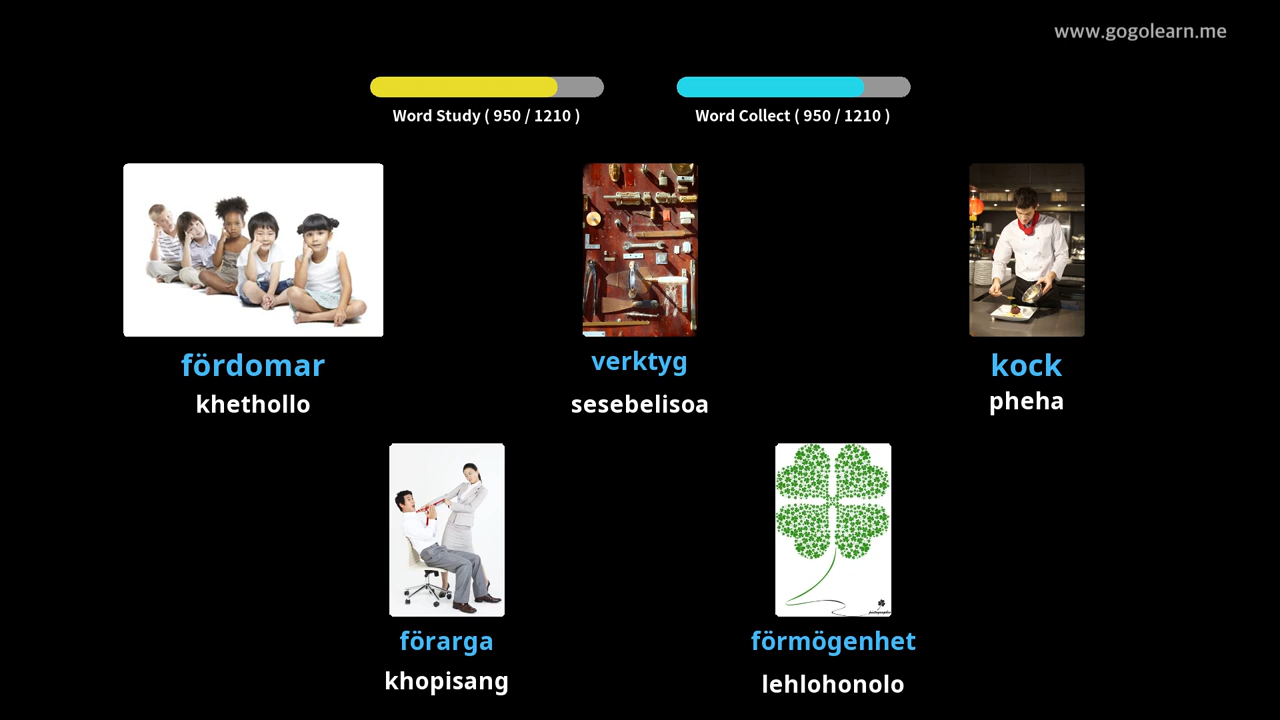 www.gogolearn.me
Word Study ( 950 / 1210 )
Word Collect ( 950 / 1210 )
fördomar
khethollo
verktyg
sesebelisoa
kock
pheha
förarga
khopisang
förmögenhet
lehlohonolo